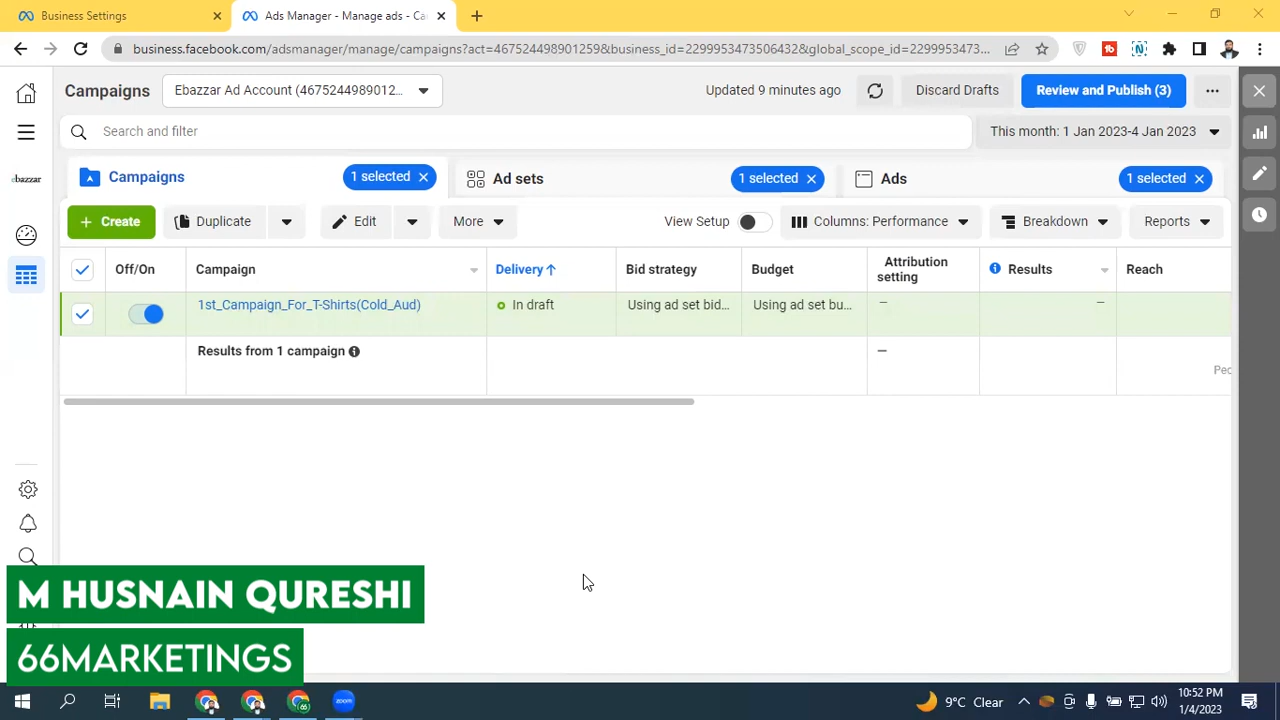 Business Settings
Ads Manager - Manage ads - Ca
business.facebook.com/adsmanager/manage/campaigns?act=467524498901259&business_id=2299953473506432&global_scope_id=2299953473...
Campaigns
Ebazzar Ad Account (4675244989012...
Updated 9 minutes ago
Discard Drafts
Review and Publish (3)
Search and filter
This month: 1 Jan 2023-4 Jan 2023
ebazzar
Campaigns
1 selected
Ad sets
1 selected
Ads
1 selected
+ Create
Duplicate
Edit
More
View Setup
Columns: Performance
Breakdown
Reports
Off/On
Campaign
Delivery↑
Bid strategy
Budget
Attribution
setting
Results
Reach
1st_Campaign_For_T-Shirts(Cold_Aud)
In draft
Using ad set bid...
Using ad set bu...
—
—
Results from 1 campaign
—
Pec
M HUSNAIN QURESHI
66MARKETINGS
zoom
9°C Clear
10:52 PM
1/4/2023